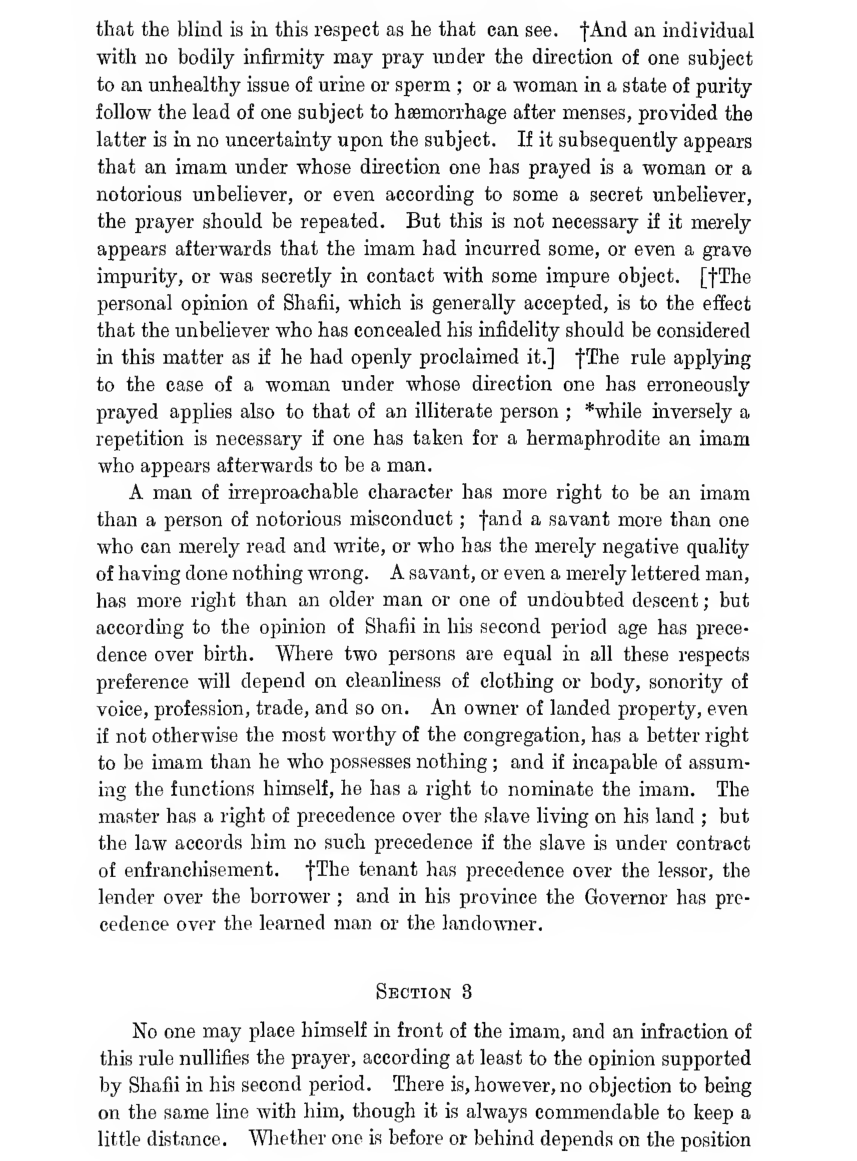 that the blind is in this respect as he that can see. †And an individual
with no bodily infirmity may pray under the direction of one subject
to an unhealthy issue of urine or sperm ; or a woman in a state of purity
follow the lead of one subject to hæmorrhage after menses, provided the
latter is in no uncertainty upon the subject. If it subsequently appears
that an imam under whose direction one has prayed is a woman or a
notorious unbeliever, or even according to some a secret unbeliever,
the prayer should be repeated. But this is not necessary if it merely
appears afterwards that the imam had incurred some, or even a grave
impurity, or was secretly in contact with some impure object. [†The
personal opinion of Shafii, which is generally accepted, is to the effect
that the unbeliever who has concealed his infidelity should be considered
in this matter as if he had openly proclaimed it.] †The rule applying
to the case of a woman under whose direction one has erroneously
prayed applies also to that of an illiterate person ; *while inversely a
repetition is necessary if one has taken for a hermaphrodite an imam
who appears afterwards to be a man.
A man of irreproachable character has more right to be an imam
than a person of notorious misconduct ; †and a savant more than one
who can merely read and write, or who has the merely negative quality
of having done nothing wrong. A savant, or even a merely lettered man,
has more right than an older man or one of undoubted descent ; but
according to the opinion of Shafii in his second period age has prece-
dence over birth. Where two persons are equal in all these respects
preference will depend on cleanliness of clothing or body, sonority of
voice, profession, trade, and so on. An owner of landed property, even
if not otherwise the most worthy of the congregation, has a better right
to be imam than he who possesses nothing ; and if incapable of assum-
ing the functions himself, he has a right to nominate the imam. The
master has a right of precedence over the slave living on his land ; but
the law accords him no such precedence if the slave is under contract
of enfranchisement. †The tenant has precedence over the lessor, the
lender over the borrower ; and in his province the Governor has pre-
cedence over the learned man or the landowner.
SECTION 3
No one may place himself in front of the imam, and an infraction of
this rule nullifies the prayer, according at least to the opinion supported
by Shafii in his second period. There is, however, no objection to being
on the same line with him, though it is always commendable to keep a
little distance. Whether one is before or behind depends on the position